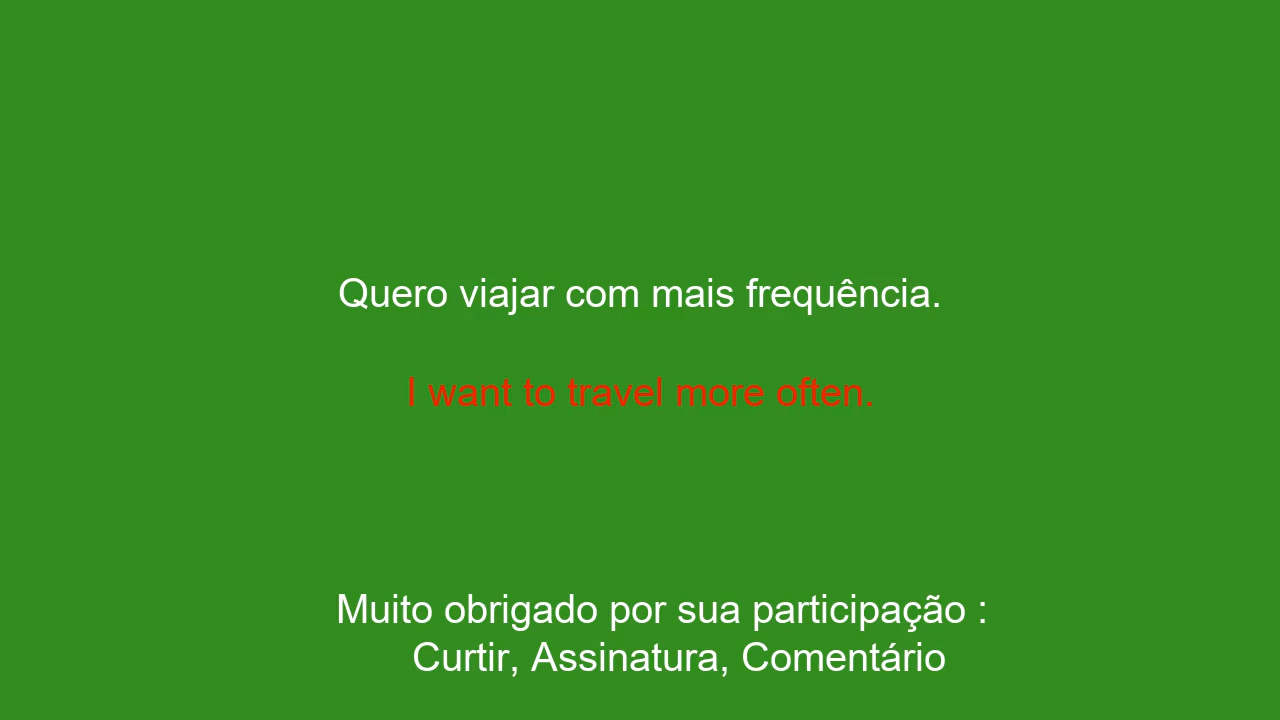 Quero viajar com mais frequência.
I want to travel more often.
Muito obrigado por sua participação :
Curtir, Assinatura, Comentário